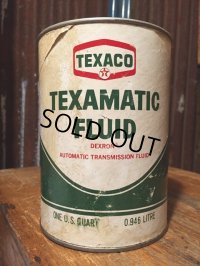 TEXACO
T
TEXAMATIC
FLUID
SOLD OUT
DEXRON
AUTOMATIC TRANSMISSION FLUID
ONE U.S. QUART 0.946 LITRE